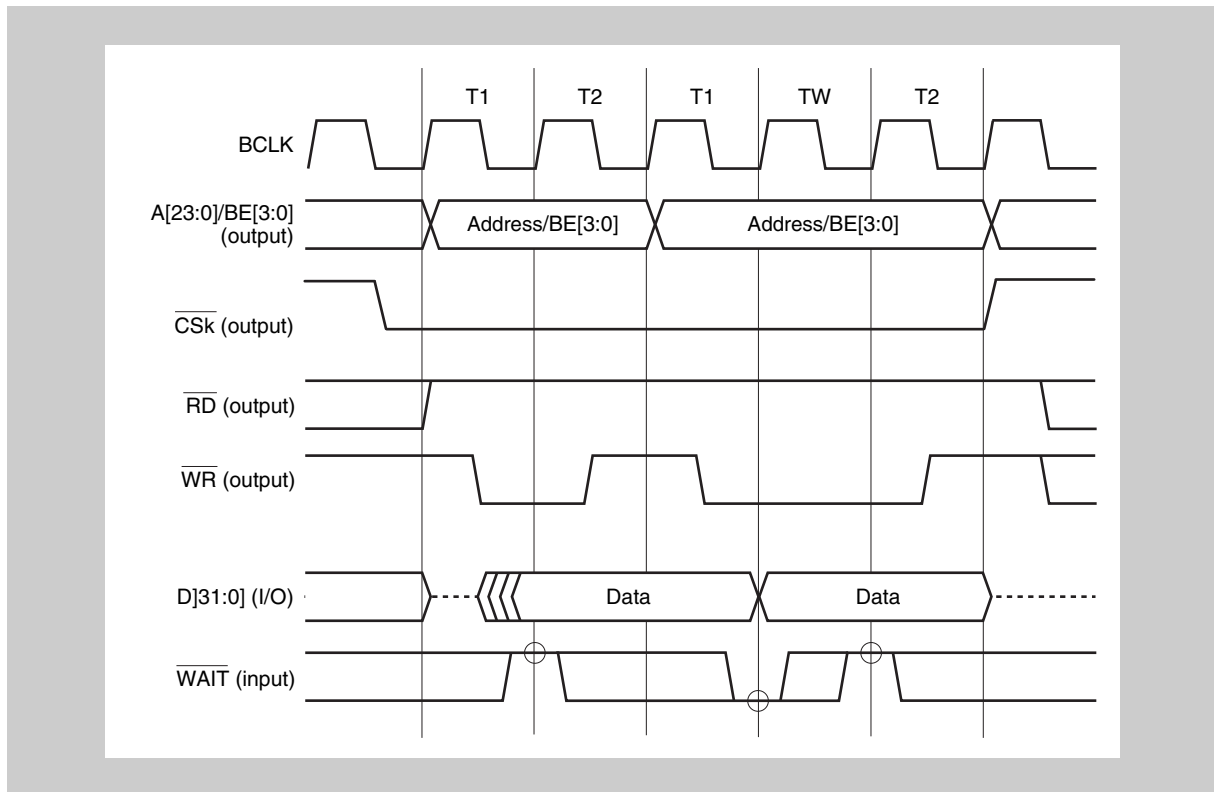 T1 T2 T1 TW T2
BCLK
A[23:0]/BE[3:0]
(output)
Address/BE[3:0] Address/BE[3:0]
CSk (output)
RD (output)
WR (output)
D]31:0] (I/O)
Data Data
WAIT (input)